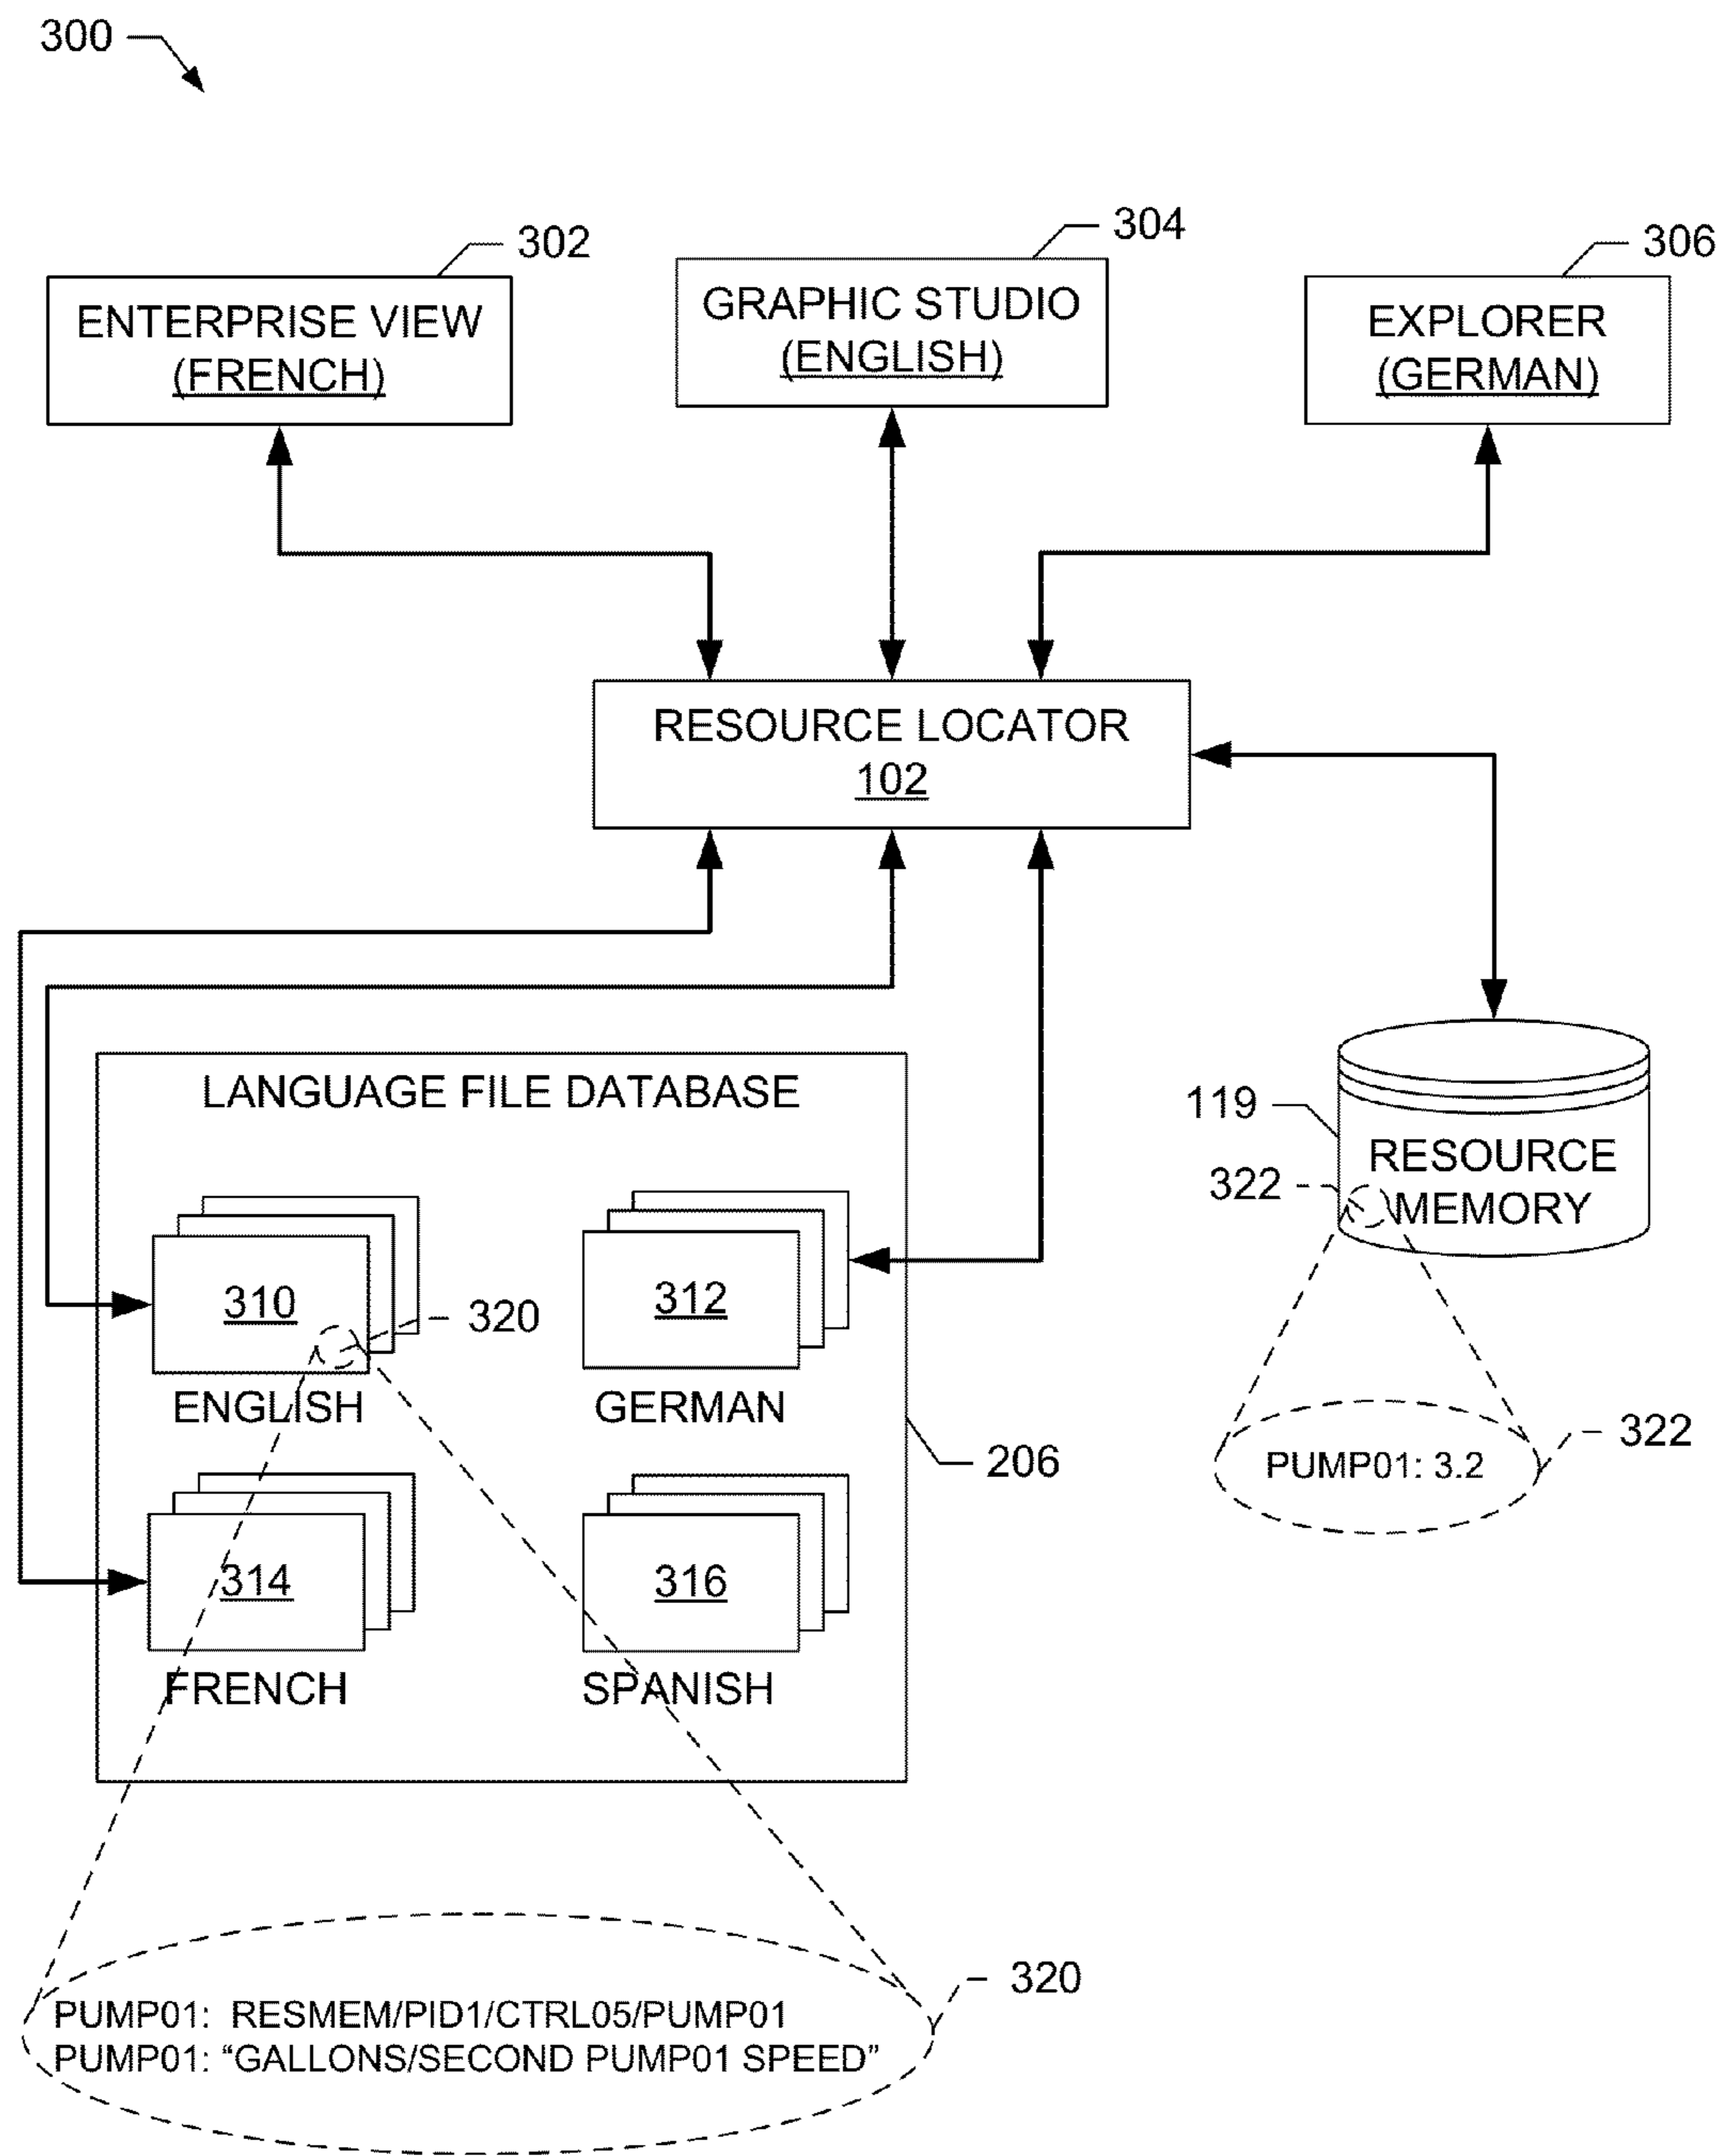 300
302
304
306
ENTERPRISE VIEW
(FRENCH)
GRAPHIC STUDIO
(ENGLISH)
EXPLORER
(GERMAN)
RESOURCE LOCATOR
102
LANGUAGE FILE DATABASE
119
RESOURCE
MEMORY
322
310
320
312
ENGLISH
GERMAN
206
PUMP01: 3.2
322
314
316
FRENCH
SPANISH
320
PUMP01: RESMEM/PID1/CTRL05/PUMP01
PUMP01: “GALLONS/SECOND PUMP01 SPEED”